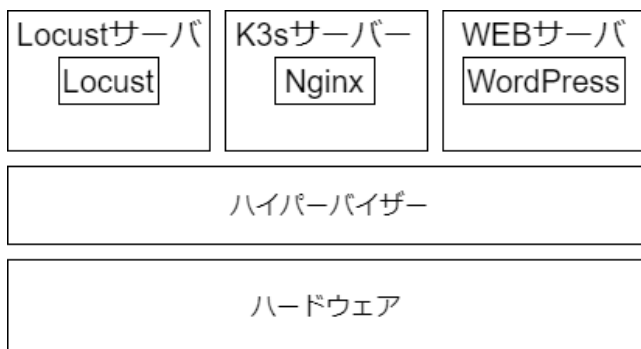 Locustサーバ
Locust
K3sサーバー
Nginx
WEBサーバ
WordPress
ハイパーバイザー
ハードウェア